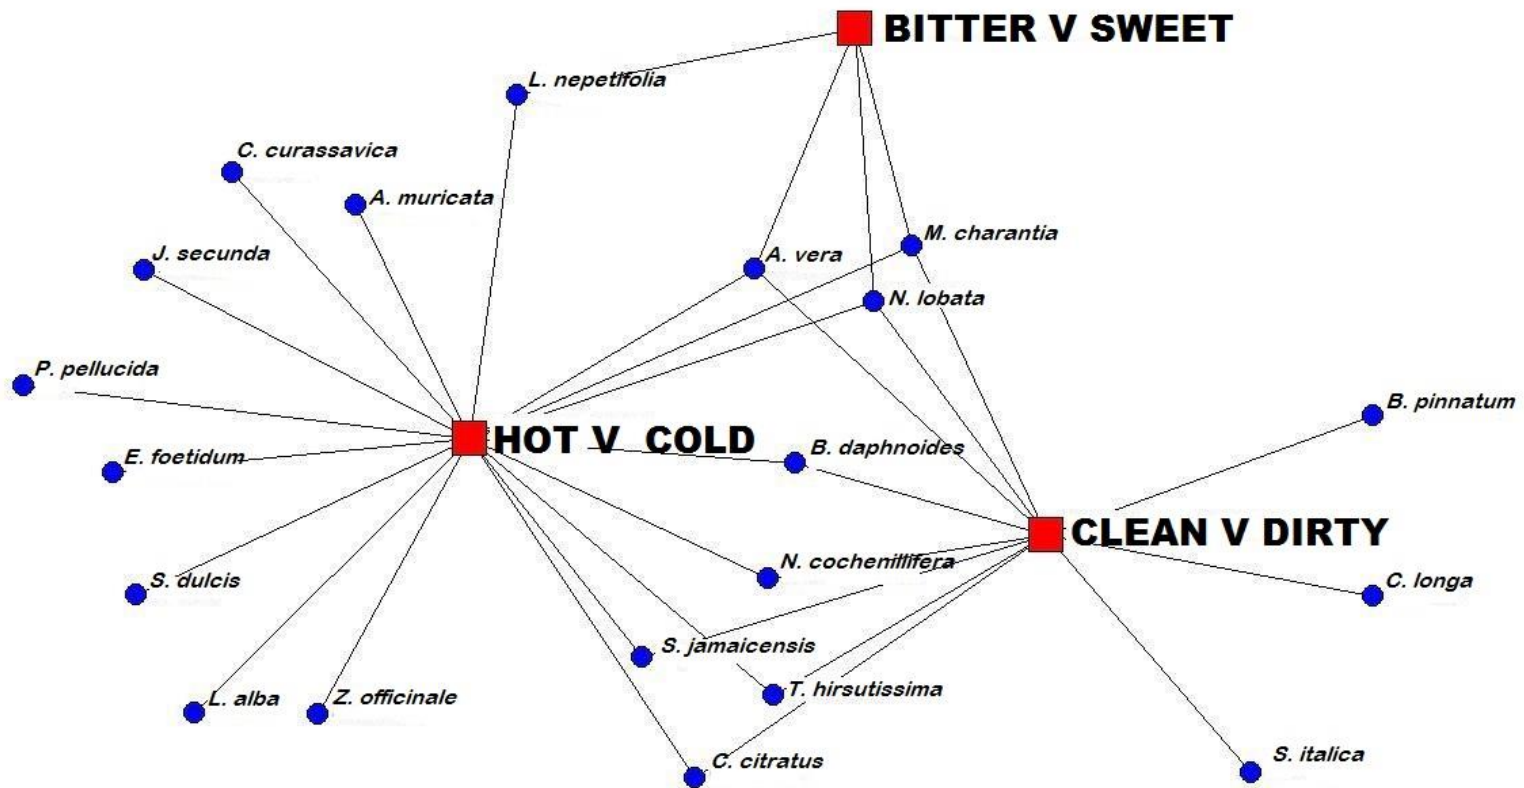 BITTER V SWEET
L. nepetifolia
C. curassavica
A. muricata
M. charantia
J. secunda
A. vera
N. lobata
P. pellucida
B. pinnatum
HOT V COLD
B. daphnoides
E. foetidum
CLEAN V DIRTY
N. cochenillifera
S. dulcis
C. longa
S. jamaicensis
T. hirsutissima
L. alba
Z. officinale
C. citratus
S. italica